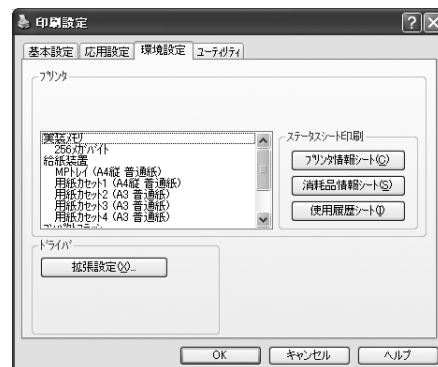 印刷設定
基本設定 応用設定 環境設定 ユーティリティ
プリンタ
実装メモリ
256メガバイト
給紙装置
MPトレイ (A4縦 普通紙)
用紙カセット1 (A4縦 普通紙)
用紙カセット2 (A3 普通紙)
用紙カセット3 (A3 普通紙)
用紙カセット4 (A3 普通紙)
ステータスシート印刷
プリンタ情報シート(C)
消耗品情報シート(S)
使用履歴シート(I)
ドライバ
拡張設定(X)...
OK キャンセル ヘルプ